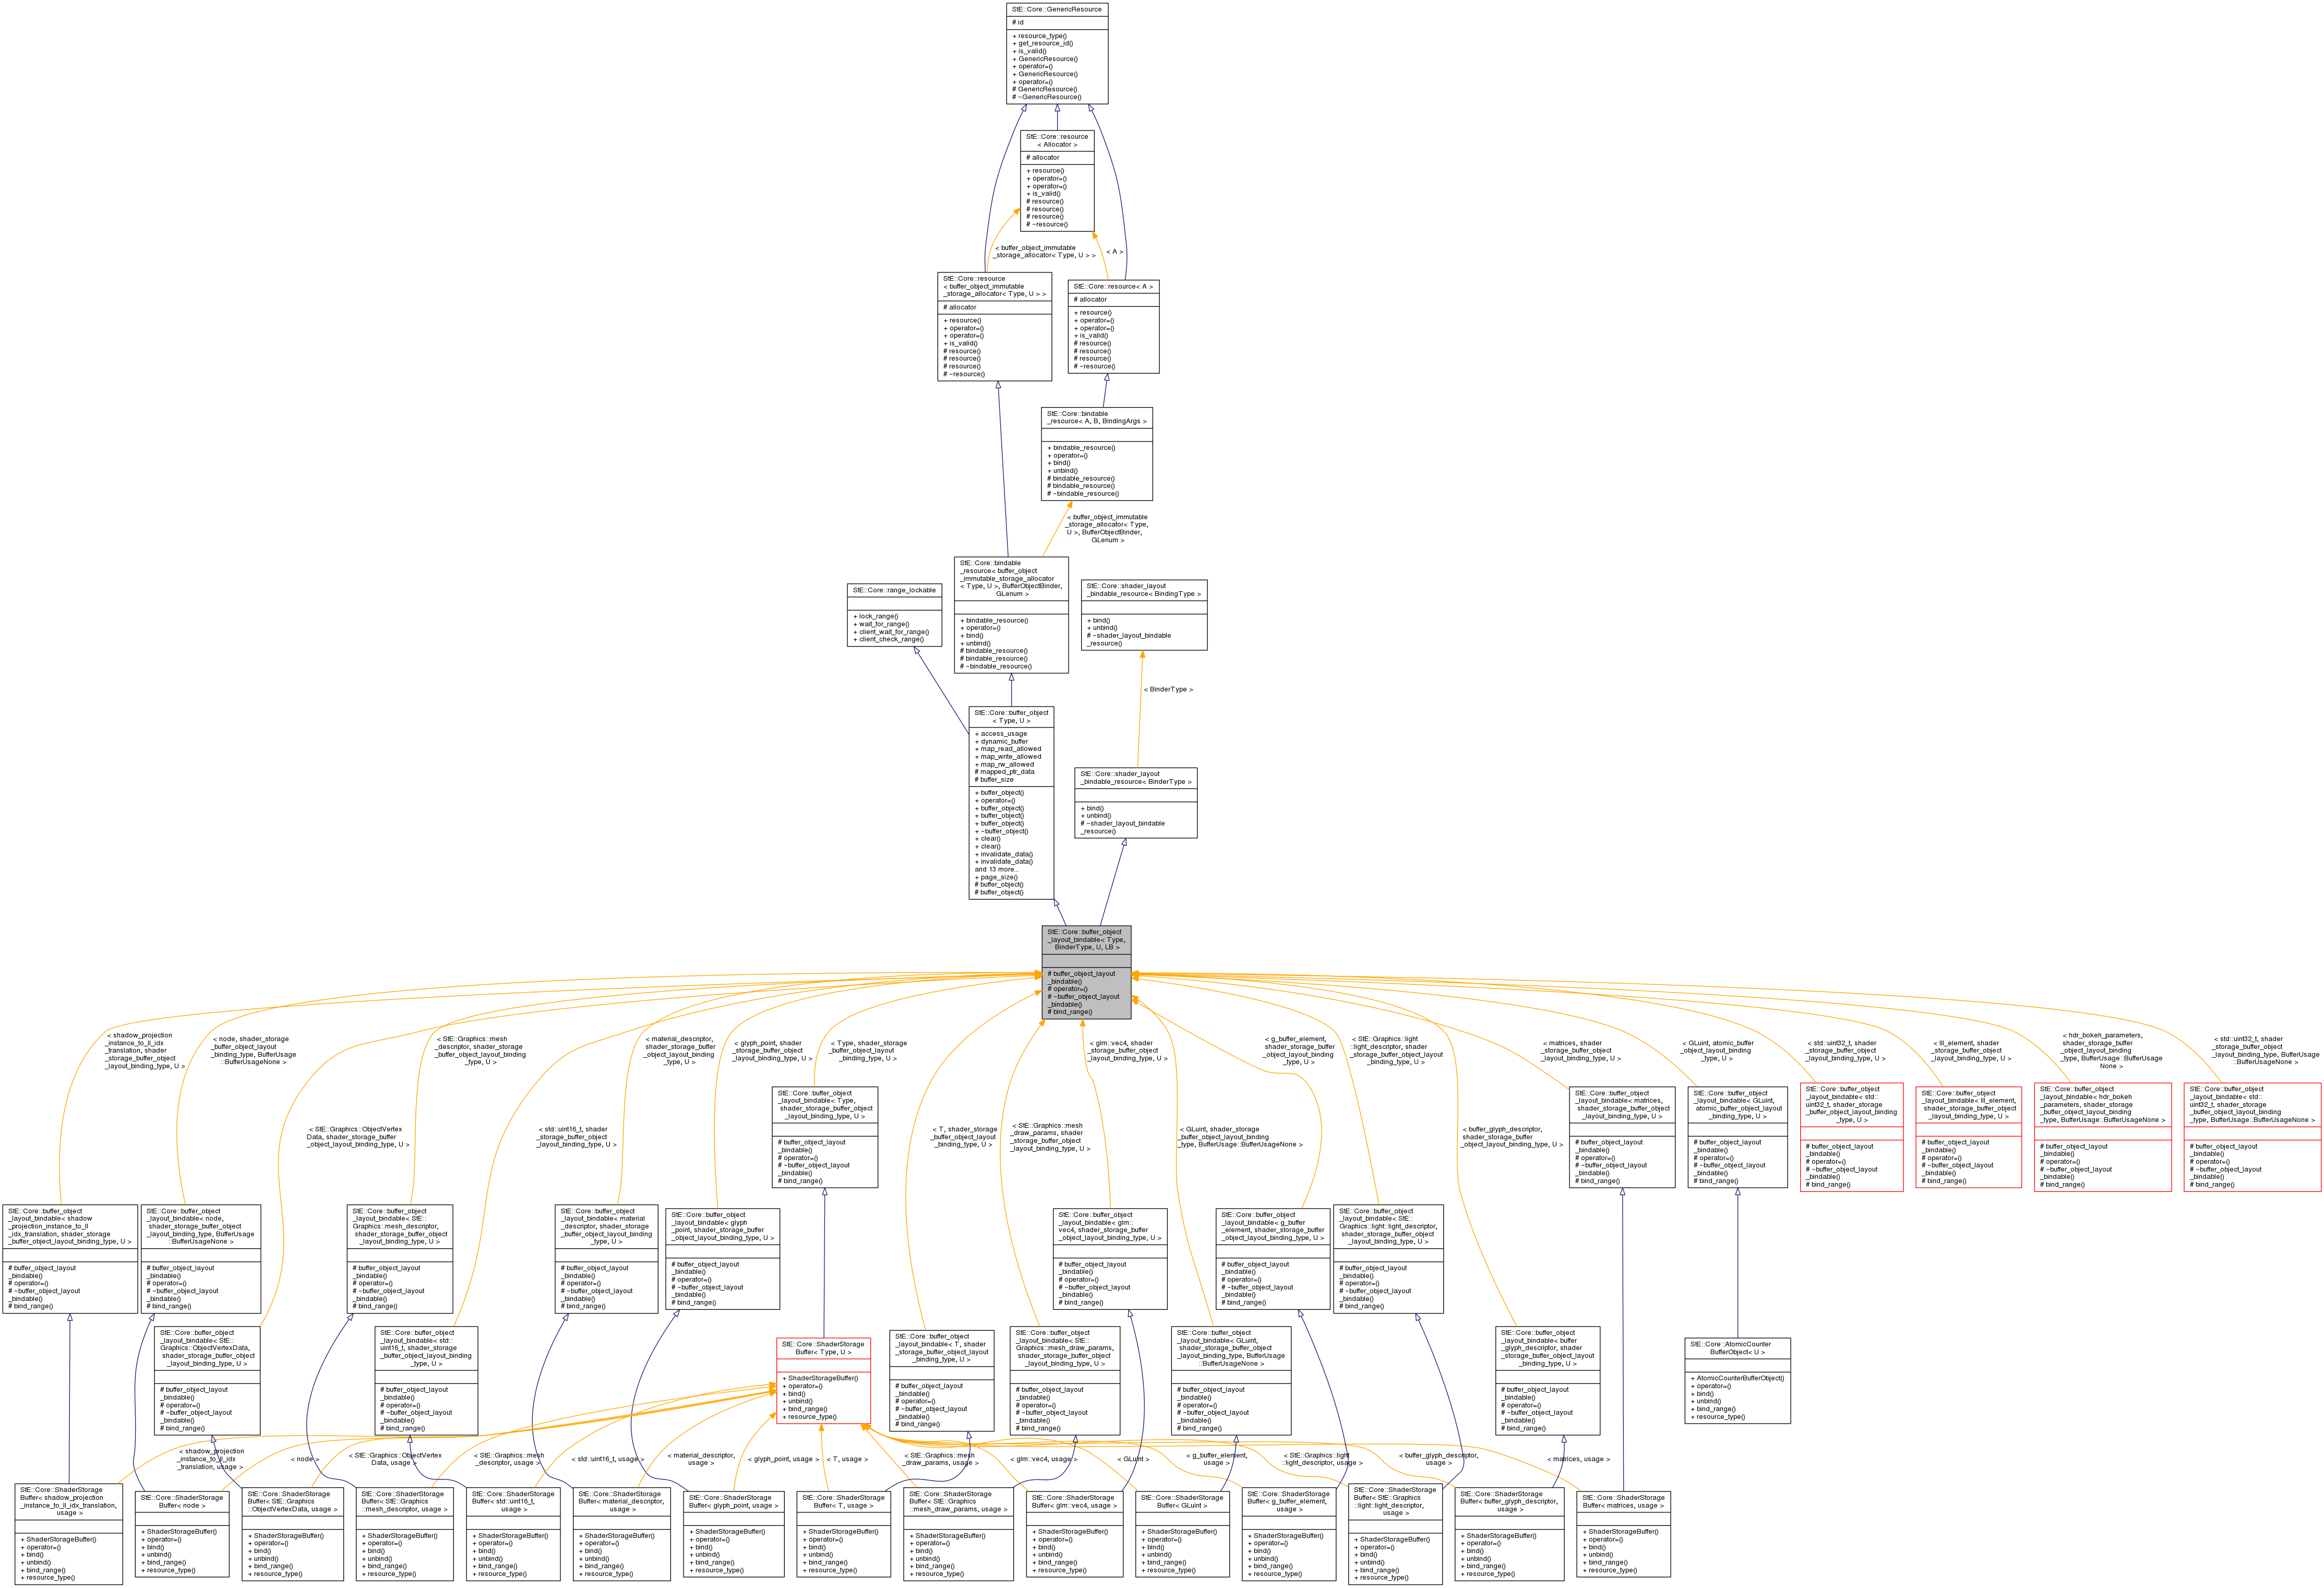 StE::Core::GenericResource
# id
+ resource_type()
+ get_resource_id()
+ is_valid()
+ GenericResource()
+ operator=()
+ GenericResource()
+ operator=()
# GenericResource()
# ~GenericResource()
StE::Core::resource
< Allocator >
# allocator
+ resource()
+ operator=()
+ operator=()
+ is_valid()
# resource()
# resource()
# resource()
# ~resource()
< buffer_object_immutable
_storage_allocator< Type, U > >
< A >
StE::Core::resource
< buffer_object_immutable
_storage_allocator< Type, U > >
# allocator
+ resource()
+ operator=()
+ operator=()
+ is_valid()
# resource()
# resource()
# resource()
# ~resource()
StE::Core::resource< A >
# allocator
+ resource()
+ operator=()
+ operator=()
+ is_valid()
# resource()
# resource()
# resource()
# ~resource()
StE::Core::bindable
_resource< A, B, BindingArgs >
+ bindable_resource()
+ operator=()
+ bind()
+ unbind()
# bindable_resource()
# bindable_resource()
# ~bindable_resource()
< buffer_object_immutable
_storage_allocator< Type,
U >, BufferObjectBinder,
GLenum >
StE::Core::range_lockable
+ lock_range()
+ wait_for_range()
+ client_wait_for_range()
+ client_check_range()
StE::Core::bindable
_resource< buffer_object
_immutable_storage_allocator
< Type, U >, BufferObjectBinder,
GLenum >
+ bindable_resource()
+ operator=()
+ bind()
+ unbind()
# bindable_resource()
# bindable_resource()
# ~bindable_resource()
StE::Core::shader_layout
_bindable_resource< BindingType >
+ bind()
+ unbind()
# ~shader_layout_bindable
_resource()
< BinderType >
StE::Core::buffer_object
< Type, U >
+ access_usage
+ dynamic_buffer
+ map_read_allowed
+ map_write_allowed
+ map_rw_allowed
# mapped_ptr_data
# buffer_size
+ buffer_object()
+ operator=()
+ buffer_object()
+ buffer_object()
+ buffer_object()
+ ~buffer_object()
+ clear()
+ clear()
+ invalidate_data()
+ invalidate_data()
and 13 more...
+ page_size()
# buffer_object()
# buffer_object()
StE::Core::shader_layout
_bindable_resource< BinderType >
+ bind()
+ unbind()
# ~shader_layout_bindable
_resource()
StE::Core::buffer_object
_layout_bindable< Type,
BinderType, U, LB >
# buffer_object_layout
_bindable()
# operator=()
# ~buffer_object_layout
_bindable()
# bind_range()
< shadow_projection
_instance_to_ll_idx
_translation, shader
_storage_buffer_object
_layout_binding_type, U >
< node, shader_storage
_buffer_object_layout
_binding_type, BufferUsage
::BufferUsageNone >
< StE::Graphics::ObjectVertex
Data, shader_storage_buffer
_object_layout_binding_type, U >
< StE::Graphics::mesh
_descriptor, shader_storage
_buffer_object_layout_binding
_type, U >
< std::uint16_t, shader
_storage_buffer_object
_layout_binding_type, U >
< material_descriptor,
shader_storage_buffer
_object_layout_binding
_type, U >
< glyph_point, shader
_storage_buffer_object
_layout_binding_type, U >
< Type, shader_storage
_buffer_object_layout
_binding_type, U >
< T, shader_storage
_buffer_object_layout
_binding_type, U >
< StE::Graphics::mesh
_draw_params, shader
_storage_buffer_object
_layout_binding_type, U >
< glm::vec4, shader
_storage_buffer_object
_layout_binding_type, U >
< GLuint, shader_storage
_buffer_object_layout_binding
_type, BufferUsage::BufferUsageNone >
< g_buffer_element,
shader_storage_buffer
_object_layout_binding
_type, U >
< StE::Graphics::light
::light_descriptor, shader
_storage_buffer_object_layout
_binding_type, U >
< buffer_glyph_descriptor,
shader_storage_buffer
_object_layout_binding_type, U >
< matrices, shader
_storage_buffer_object
_layout_binding_type, U >
< GLuint, atomic_buffer
_object_layout_binding
_type, U >
< std::uint32_t, shader
_storage_buffer_object
_layout_binding_type, U >
< lll_element, shader
_storage_buffer_object
_layout_binding_type, U >
< hdr_bokeh_parameters,
shader_storage_buffer
_object_layout_binding
_type, BufferUsage::BufferUsage
None >
< std::uint32_t, shader
_storage_buffer_object
_layout_binding_type, BufferUsage
::BufferUsageNone >
StE::Core::buffer_object
_layout_bindable< Type,
shader_storage_buffer_object
_layout_binding_type, U >
# buffer_object_layout
_bindable()
# operator=()
# ~buffer_object_layout
_bindable()
# bind_range()
StE::Core::buffer_object
_layout_bindable< matrices,
shader_storage_buffer_object
_layout_binding_type, U >
# buffer_object_layout
_bindable()
# operator=()
# ~buffer_object_layout
_bindable()
# bind_range()
StE::Core::buffer_object
_layout_bindable< GLuint,
atomic_buffer_object_layout
_binding_type, U >
# buffer_object_layout
_bindable()
# operator=()
# ~buffer_object_layout
_bindable()
# bind_range()
StE::Core::buffer_object
_layout_bindable< std::
uint32_t, shader_storage
_buffer_object_layout_binding
_type, U >
# buffer_object_layout
_bindable()
# operator=()
# ~buffer_object_layout
_bindable()
# bind_range()
StE::Core::buffer_object
_layout_bindable< lll_element,
shader_storage_buffer_object
_layout_binding_type, U >
# buffer_object_layout
_bindable()
# operator=()
# ~buffer_object_layout
_bindable()
# bind_range()
StE::Core::buffer_object
_layout_bindable< hdr_bokeh
_parameters, shader_storage
_buffer_object_layout_binding
_type, BufferUsage::BufferUsageNone >
# buffer_object_layout
_bindable()
# operator=()
# ~buffer_object_layout
_bindable()
# bind_range()
StE::Core::buffer_object
_layout_bindable< std::
uint32_t, shader_storage
_buffer_object_layout_binding
_type, BufferUsage::BufferUsageNone >
# buffer_object_layout
_bindable()
# operator=()
# ~buffer_object_layout
_bindable()
# bind_range()
StE::Core::buffer_object
_layout_bindable< shadow
_projection_instance_to_ll
_idx_translation, shader_storage
_buffer_object_layout_binding_type, U >
# buffer_object_layout
_bindable()
# operator=()
# ~buffer_object_layout
_bindable()
# bind_range()
StE::Core::buffer_object
_layout_bindable< node,
shader_storage_buffer_object
_layout_binding_type, BufferUsage
::BufferUsageNone >
# buffer_object_layout
_bindable()
# operator=()
# ~buffer_object_layout
_bindable()
# bind_range()
StE::Core::buffer_object
_layout_bindable< StE::
Graphics::mesh_descriptor,
shader_storage_buffer_object
_layout_binding_type, U >
# buffer_object_layout
_bindable()
# operator=()
# ~buffer_object_layout
_bindable()
# bind_range()
StE::Core::buffer_object
_layout_bindable< material
_descriptor, shader_storage
_buffer_object_layout_binding
_type, U >
# buffer_object_layout
_bindable()
# operator=()
# ~buffer_object_layout
_bindable()
# bind_range()
StE::Core::buffer_object
_layout_bindable< glyph
_point, shader_storage_buffer
_object_layout_binding_type, U >
# buffer_object_layout
_bindable()
# operator=()
# ~buffer_object_layout
_bindable()
# bind_range()
StE::Core::buffer_object
_layout_bindable< glm::
vec4, shader_storage_buffer
_object_layout_binding_type, U >
# buffer_object_layout
_bindable()
# operator=()
# ~buffer_object_layout
_bindable()
# bind_range()
StE::Core::buffer_object
_layout_bindable< g_buffer
_element, shader_storage_buffer
_object_layout_binding_type, U >
# buffer_object_layout
_bindable()
# operator=()
# ~buffer_object_layout
_bindable()
# bind_range()
StE::Core::buffer_object
_layout_bindable< StE::
Graphics::light::light_descriptor,
shader_storage_buffer_object
_layout_binding_type, U >
# buffer_object_layout
_bindable()
# operator=()
# ~buffer_object_layout
_bindable()
# bind_range()
StE::Core::buffer_object
_layout_bindable< StE::
Graphics::ObjectVertexData,
shader_storage_buffer_object
_layout_binding_type, U >
# buffer_object_layout
_bindable()
# operator=()
# ~buffer_object_layout
_bindable()
# bind_range()
StE::Core::buffer_object
_layout_bindable< std::
uint16_t, shader_storage
_buffer_object_layout_binding
_type, U >
# buffer_object_layout
_bindable()
# operator=()
# ~buffer_object_layout
_bindable()
# bind_range()
StE::Core::ShaderStorage
Buffer< Type, U >
+ ShaderStorageBuffer()
+ operator=()
+ bind()
+ unbind()
+ bind_range()
+ resource_type()
StE::Core::buffer_object
_layout_bindable< T, shader
_storage_buffer_object_layout
_binding_type, U >
# buffer_object_layout
_bindable()
# operator=()
# ~buffer_object_layout
_bindable()
# bind_range()
StE::Core::buffer_object
_layout_bindable< StE::
Graphics::mesh_draw_params,
shader_storage_buffer_object
_layout_binding_type, U >
# buffer_object_layout
_bindable()
# operator=()
# ~buffer_object_layout
_bindable()
# bind_range()
StE::Core::buffer_object
_layout_bindable< GLuint,
shader_storage_buffer_object
_layout_binding_type, BufferUsage
::BufferUsageNone >
# buffer_object_layout
_bindable()
# operator=()
# ~buffer_object_layout
_bindable()
# bind_range()
StE::Core::buffer_object
_layout_bindable< buffer
_glyph_descriptor, shader
_storage_buffer_object_layout
_binding_type, U >
# buffer_object_layout
_bindable()
# operator=()
# ~buffer_object_layout
_bindable()
# bind_range()
StE::Core::AtomicCounter
BufferObject< U >
+ AtomicCounterBufferObject()
+ operator=()
+ bind()
+ unbind()
+ bind_range()
+ resource_type()
< shadow_projection
_instance_to_ll_idx
_translation, usage >
< node >
< StE::Graphics::ObjectVertex
Data, usage >
< StE::Graphics::mesh
_descriptor, usage >
< std::uint16_t, usage >
< material_descriptor,
usage >
< glyph_point, usage >
< T, usage >
< StE::Graphics::mesh
_draw_params, usage >
< glm::vec4, usage >
< GLuint >
< g_buffer_element,
usage >
< StE::Graphics::light
::light_descriptor, usage >
< buffer_glyph_descriptor,
usage >
< matrices, usage >
StE::Core::ShaderStorage
Buffer< shadow_projection
_instance_to_ll_idx_translation,
usage >
+ ShaderStorageBuffer()
+ operator=()
+ bind()
+ unbind()
+ bind_range()
+ resource_type()
StE::Core::ShaderStorage
Buffer< node >
+ ShaderStorageBuffer()
+ operator=()
+ bind()
+ unbind()
+ bind_range()
+ resource_type()
StE::Core::ShaderStorage
Buffer< StE::Graphics
::ObjectVertexData, usage >
+ ShaderStorageBuffer()
+ operator=()
+ bind()
+ unbind()
+ bind_range()
+ resource_type()
StE::Core::ShaderStorage
Buffer< StE::Graphics
::mesh_descriptor, usage >
+ ShaderStorageBuffer()
+ operator=()
+ bind()
+ unbind()
+ bind_range()
+ resource_type()
StE::Core::ShaderStorage
Buffer< std::uint16_t,
usage >
+ ShaderStorageBuffer()
+ operator=()
+ bind()
+ unbind()
+ bind_range()
+ resource_type()
StE::Core::ShaderStorage
Buffer< material_descriptor,
usage >
+ ShaderStorageBuffer()
+ operator=()
+ bind()
+ unbind()
+ bind_range()
+ resource_type()
StE::Core::ShaderStorage
Buffer< glyph_point, usage >
+ ShaderStorageBuffer()
+ operator=()
+ bind()
+ unbind()
+ bind_range()
+ resource_type()
StE::Core::ShaderStorage
Buffer< T, usage >
+ ShaderStorageBuffer()
+ operator=()
+ bind()
+ unbind()
+ bind_range()
+ resource_type()
StE::Core::ShaderStorage
Buffer< StE::Graphics
::mesh_draw_params, usage >
+ ShaderStorageBuffer()
+ operator=()
+ bind()
+ unbind()
+ bind_range()
+ resource_type()
StE::Core::ShaderStorage
Buffer< glm::vec4, usage >
+ ShaderStorageBuffer()
+ operator=()
+ bind()
+ unbind()
+ bind_range()
+ resource_type()
StE::Core::ShaderStorage
Buffer< GLuint >
+ ShaderStorageBuffer()
+ operator=()
+ bind()
+ unbind()
+ bind_range()
+ resource_type()
StE::Core::ShaderStorage
Buffer< g_buffer_element,
usage >
+ ShaderStorageBuffer()
+ operator=()
+ bind()
+ unbind()
+ bind_range()
+ resource_type()
StE::Core::ShaderStorage
Buffer< StE::Graphics
::light::light_descriptor,
usage >
+ ShaderStorageBuffer()
+ operator=()
+ bind()
+ unbind()
+ bind_range()
+ resource_type()
StE::Core::ShaderStorage
Buffer< buffer_glyph_descriptor,
usage >
+ ShaderStorageBuffer()
+ operator=()
+ bind()
+ unbind()
+ bind_range()
+ resource_type()
StE::Core::ShaderStorage
Buffer< matrices, usage >
+ ShaderStorageBuffer()
+ operator=()
+ bind()
+ unbind()
+ bind_range()
+ resource_type()